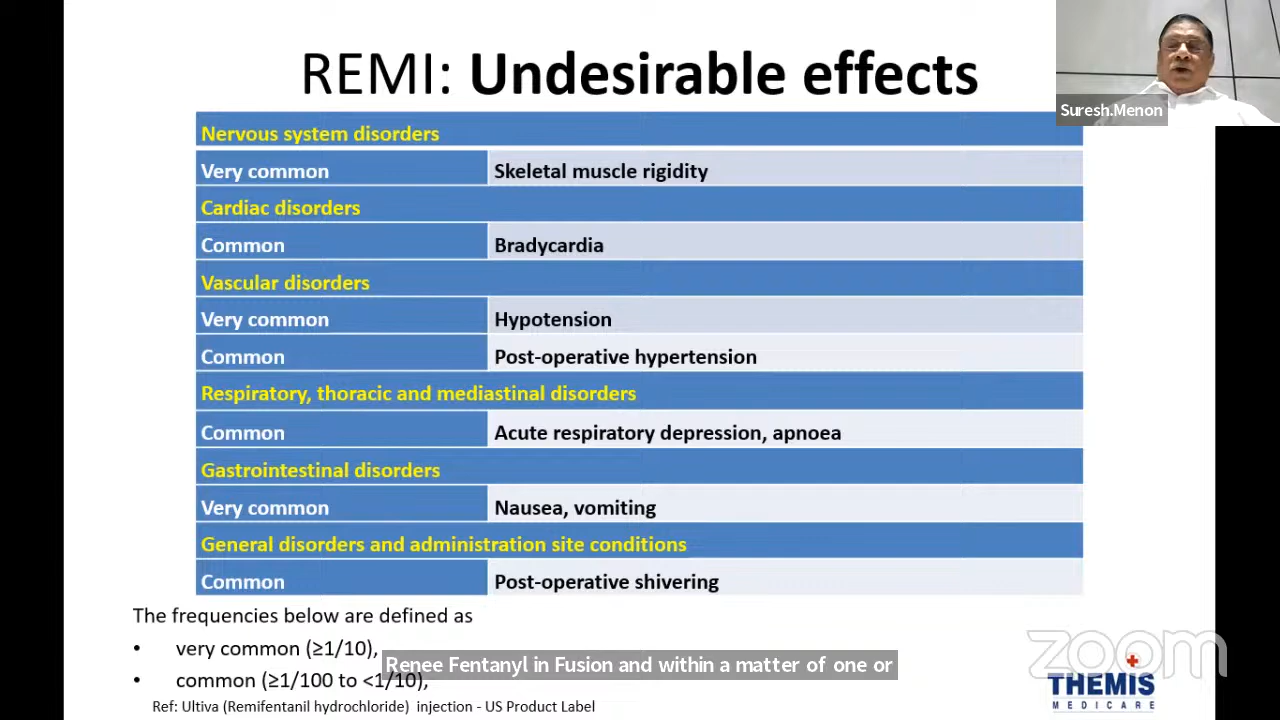 REMI: Undesirable effects
Suresh.Menon
Nervous system disorders
Very common Skeletal muscle rigidity
Cardiac disorders
Common Bradycardia
Vascular disorders
Very common Hypotension
Common Post-operative hypertension
Respiratory, thoracic and mediastinal disorders
Common Acute respiratory depression, apnoea
Gastrointestinal disorders
Very common Nausea, vomiting
General disorders and administration site conditions
Common Post-operative shivering
The frequencies below are defined as
• very common (≥1/10),
Renee Fentanyl in Fusion and within a matter of one or
• common (≥1/100 to <1/10),
Ref: Ultiva (Remifentanil hydrochloride) injection - US Product Label
zoom
THEMIS
MEDICARE